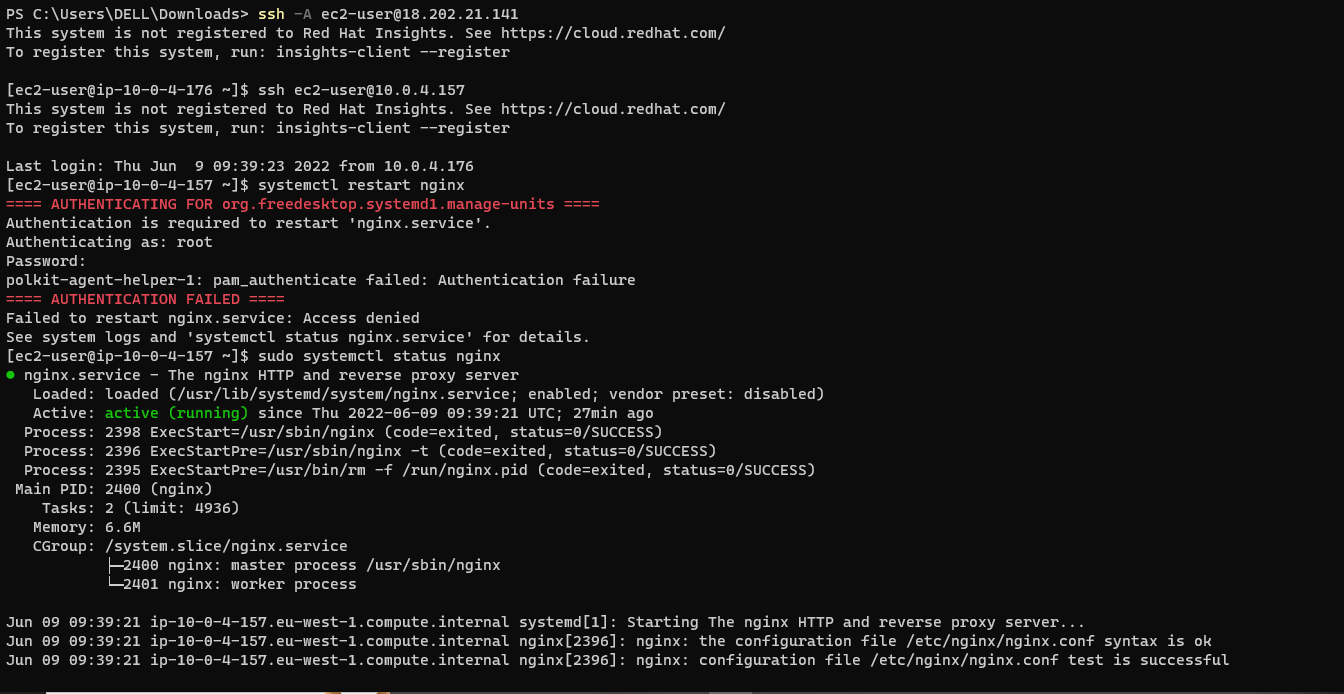 PS C:\Users\DELL\Downloads> ssh -A ec2-user@18.202.21.141
This system is not registered to Red Hat Insights. See https://cloud.redhat.com/
To register this system, run: insights-client --register
[ec2-user@ip-10-0-4-176 ~]$ ssh ec2-user@10.0.4.157
This system is not registered to Red Hat Insights. See https://cloud.redhat.com/
To register this system, run: insights-client --register
Last login: Thu Jun  9 09:39:23 2022 from 10.0.4.176
[ec2-user@ip-10-0-4-157 ~]$ systemctl restart nginx
==== AUTHENTICATING FOR org.freedesktop.systemd1.manage-units ====
Authentication is required to restart 'nginx.service'.
Authenticating as: root
Password:
polkit-agent-helper-1: pam_authenticate failed: Authentication failure
==== AUTHENTICATION FAILED ====
Failed to restart nginx.service: Access denied
See system logs and 'systemctl status nginx.service' for details.
[ec2-user@ip-10-0-4-157 ~]$ sudo systemctl status nginx
● nginx.service - The nginx HTTP and reverse proxy server
   Loaded: loaded (/usr/lib/systemd/system/nginx.service; enabled; vendor preset: disabled)
   Active: active (running) since Thu 2022-06-09 09:39:21 UTC; 27min ago
  Process: 2398 ExecStart=/usr/sbin/nginx (code=exited, status=0/SUCCESS)
  Process: 2396 ExecStartPre=/usr/sbin/nginx -t (code=exited, status=0/SUCCESS)
  Process: 2395 ExecStartPre=/usr/bin/rm -f /run/nginx.pid (code=exited, status=0/SUCCESS)
 Main PID: 2400 (nginx)
    Tasks: 2 (limit: 4936)
   Memory: 6.6M
   CGroup: /system.slice/nginx.service
           ├─2400 nginx: master process /usr/sbin/nginx
           └─2401 nginx: worker process
Jun 09 09:39:21 ip-10-0-4-157.eu-west-1.compute.internal systemd[1]: Starting The nginx HTTP and reverse proxy server...
Jun 09 09:39:21 ip-10-0-4-157.eu-west-1.compute.internal nginx[2396]: nginx: the configuration file /etc/nginx/nginx.conf syntax is ok
Jun 09 09:39:21 ip-10-0-4-157.eu-west-1.compute.internal nginx[2396]: nginx: configuration file /etc/nginx/nginx.conf test is successful